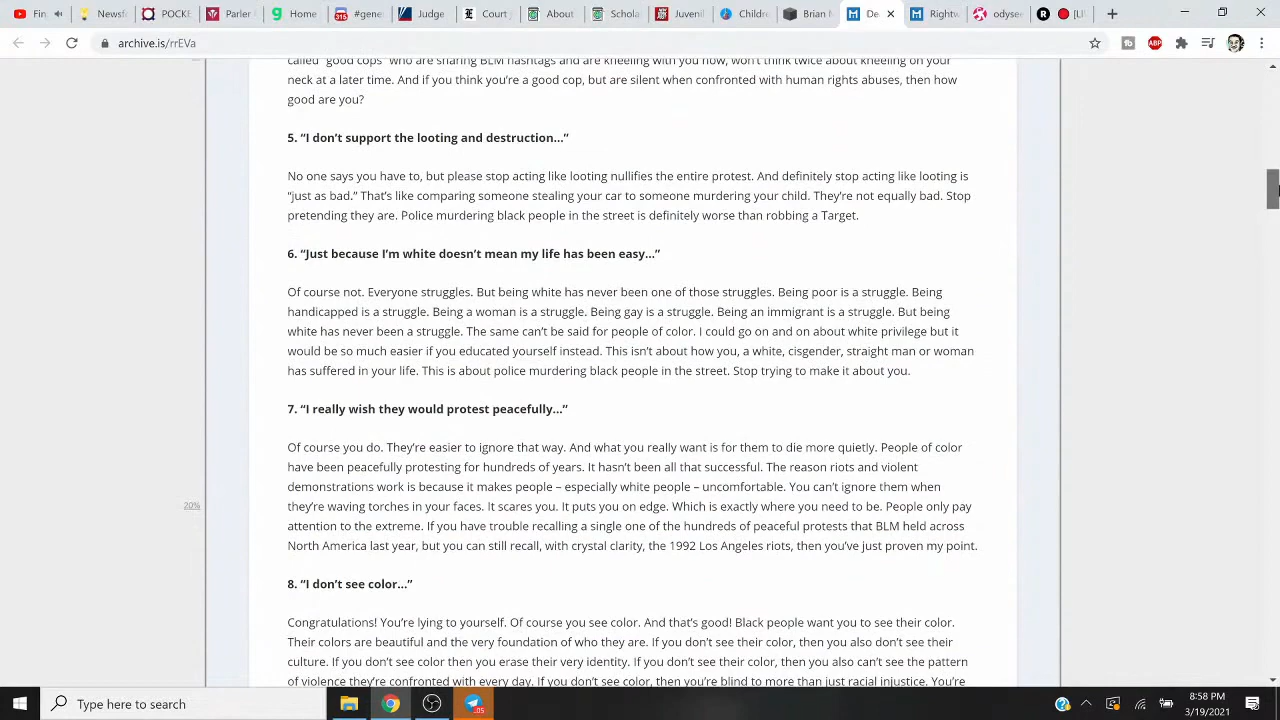 Fin
Newsf
POCKE
Parler
Home
#gene
Judge
Court
About
Schola
Juveni
Childre
Brian
De
Rightw
odysee
[LI
archive.is/rrEVa
called "good cops" who are sharing BLM hashtags and are kneeling with you now, won't think twice about kneeling on your
neck at a later time. And if you think you're a good cop, but are silent when confronted with human rights abuses, then how
good are you?
5. “I don’t support the looting and destruction…”
No one says you have to, but please stop acting like looting nullifies the entire protest. And definitely stop acting like looting is
“just as bad.” That’s like comparing someone stealing your car to someone murdering your child. They’re not equally bad. Stop
pretending they are. Police murdering black people in the street is definitely worse than robbing a Target.
6. “Just because I’m white doesn’t mean my life has been easy…”
Of course not. Everyone struggles. But being white has never been one of those struggles. Being poor is a struggle. Being
handicapped is a struggle. Being a woman is a struggle. Being gay is a struggle. Being an immigrant is a struggle. But being
white has never been a struggle. The same can’t be said for people of color. I could go on and on about white privilege but it
would be so much easier if you educated yourself instead. This isn’t about how you, a white, cisgender, straight man or woman
has suffered in your life. This is about police murdering black people in the street. Stop trying to make it about you.
7. “I really wish they would protest peacefully…”
Of course you do. They’re easier to ignore that way. And what you really want is for them to die more quietly. People of color
have been peacefully protesting for hundreds of years. It hasn’t been all that successful. The reason riots and violent
demonstrations work is because it makes people – especially white people – uncomfortable. You can’t ignore them when
20%
they’re waving torches in your faces. It scares you. It puts you on edge. Which is exactly where you need to be. People only pay
attention to the extreme. If you have trouble recalling a single one of the hundreds of peaceful protests that BLM held across
North America last year, but you can still recall, with crystal clarity, the 1992 Los Angeles riots, then you’ve just proven my point.
8. “I don’t see color…”
Congratulations! You’re lying to yourself. Of course you see color. And that’s good! Black people want you to see their color.
Their colors are beautiful and the very foundation of who they are. If you don’t see their color, then you also don’t see their
culture. If you don’t see color then you erase their very identity. If you don’t see their color, then you also can’t see the pattern
of violence they’re confronted with every day. If you don’t see color, then you’re blind to more than just racial injustice. You’re
Type here to search
8:58 PM
3/19/2021